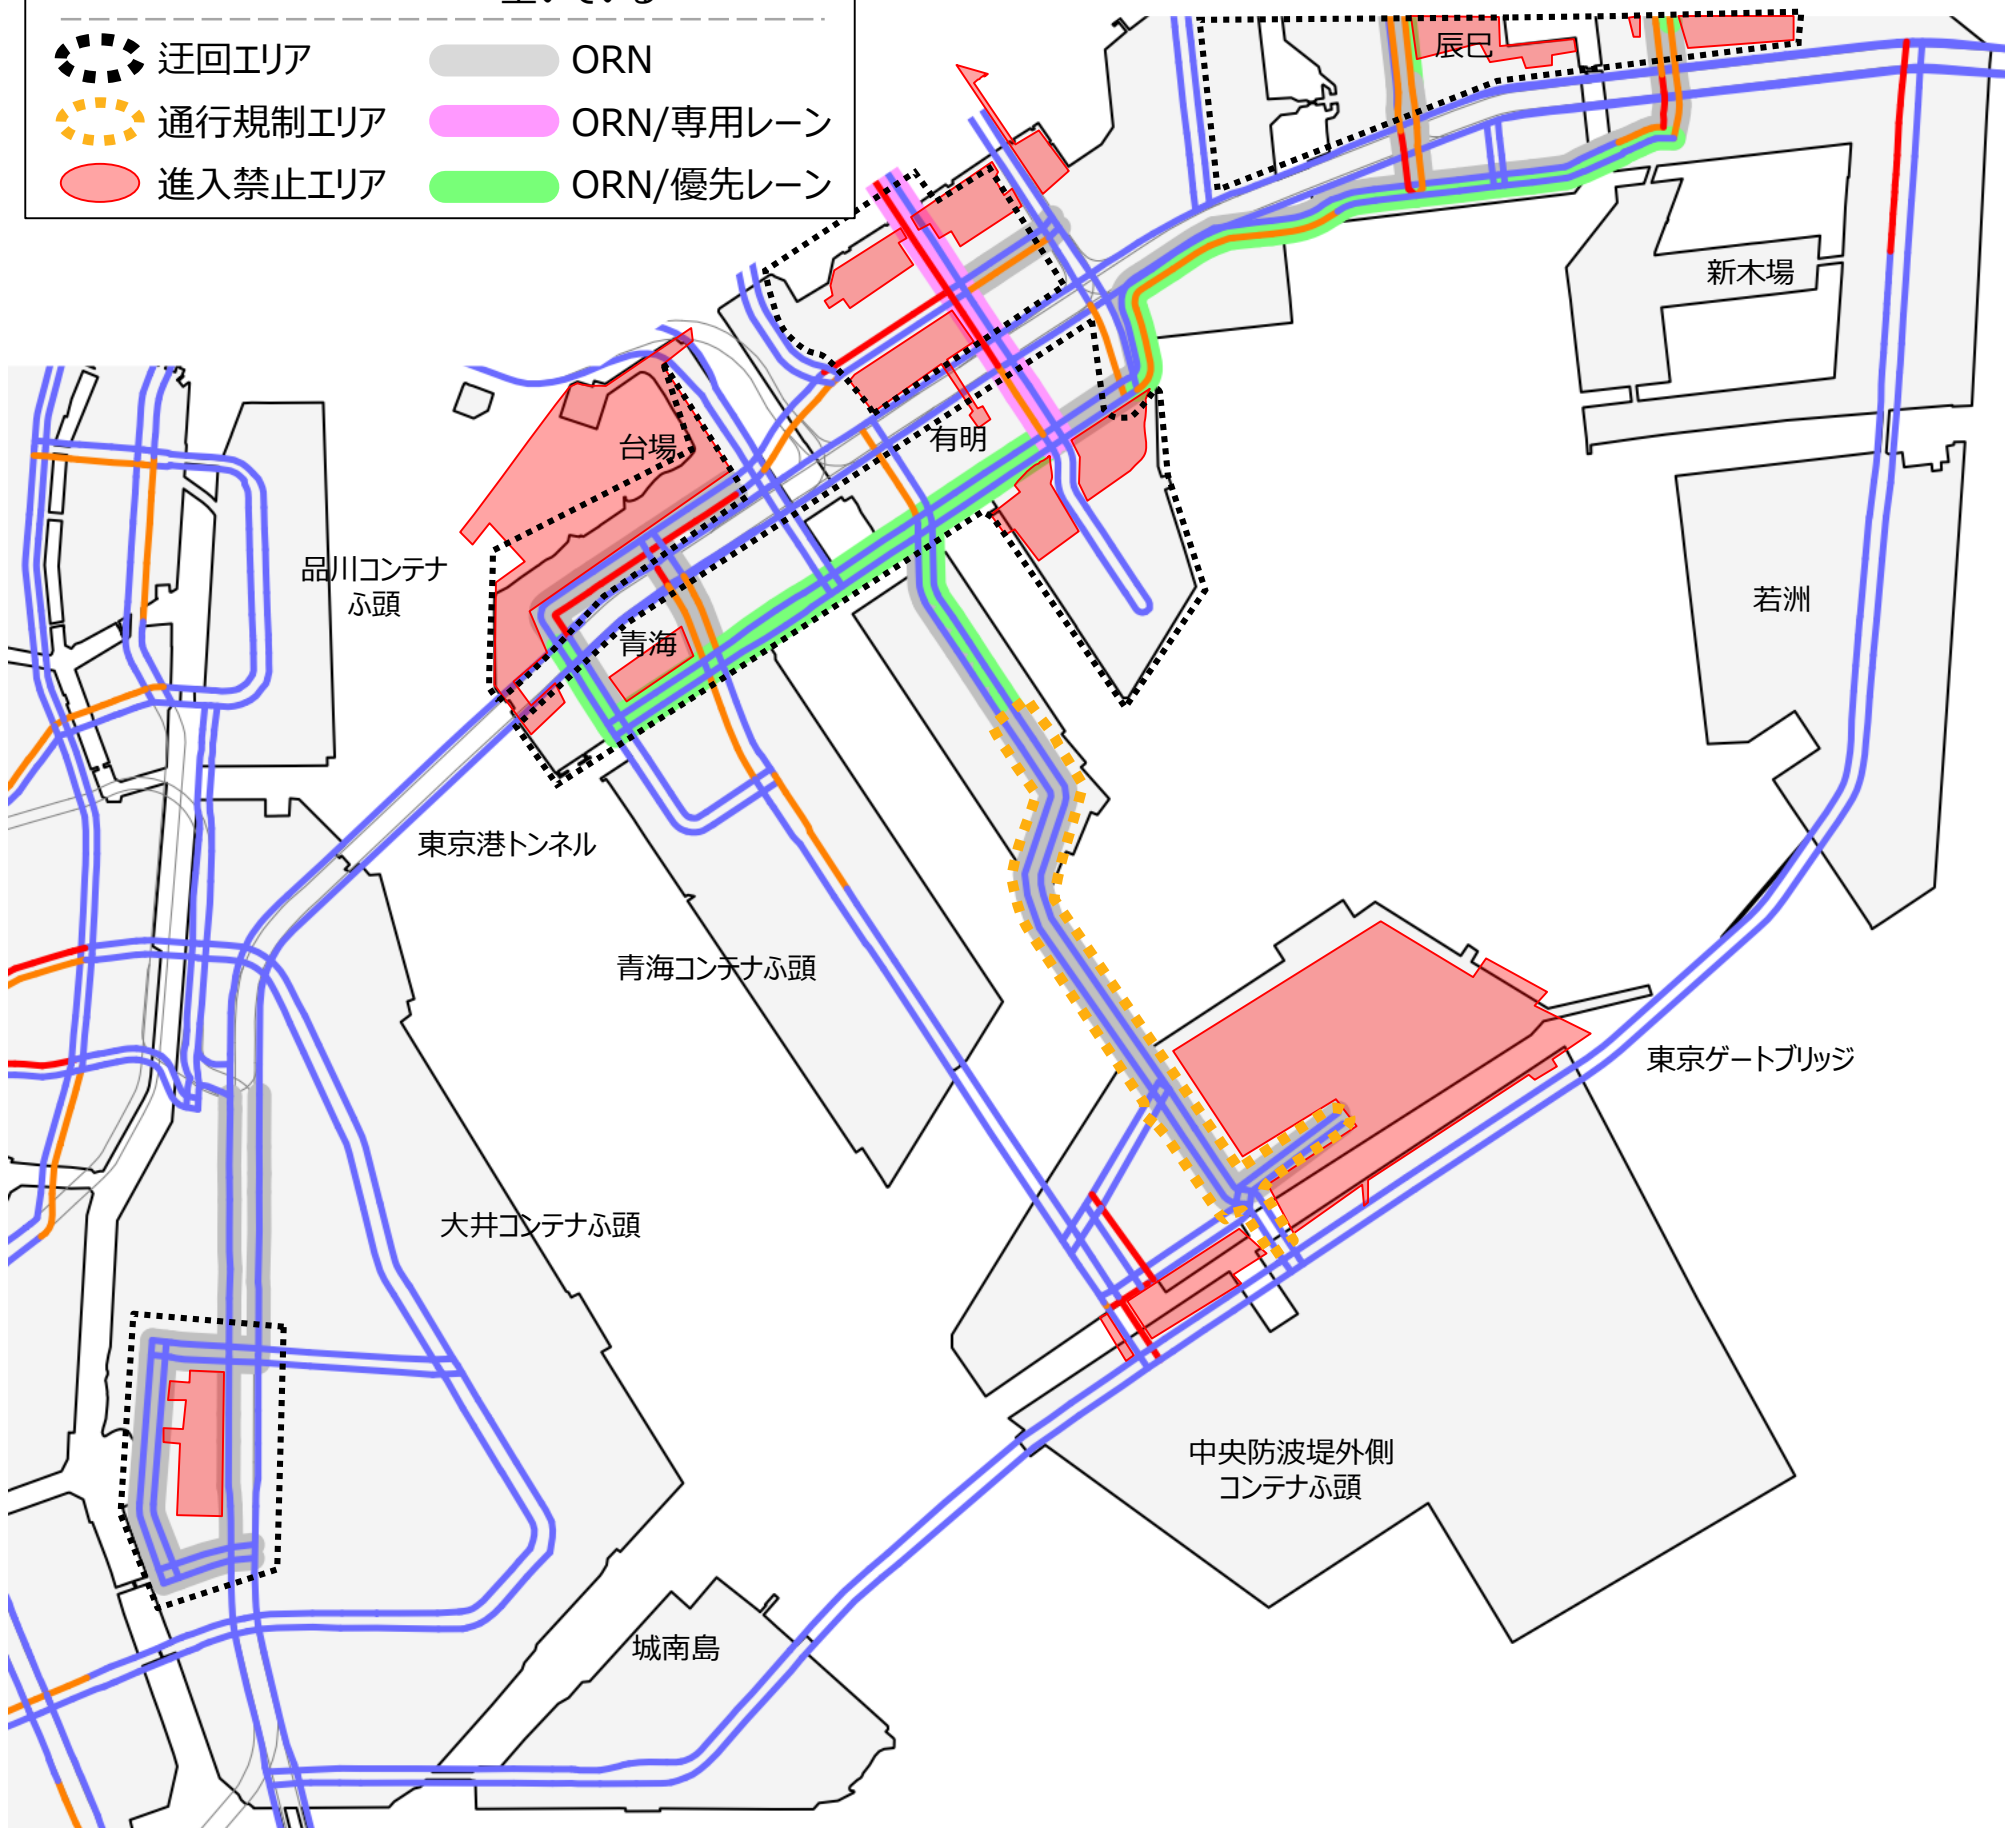 空いている
迂回エリア
ORN
通行規制エリア
ORN/専用レーン
進入禁止エリア
ORN/優先レーン
辰巳
新木場
有明
台場
品川コンテナ
ふ頭
青海
若洲
東京港トンネル
青海コンテナふ頭
東京ゲートブリッジ
大井コンテナふ頭
中央防波堤外側
コンテナふ頭
城南島